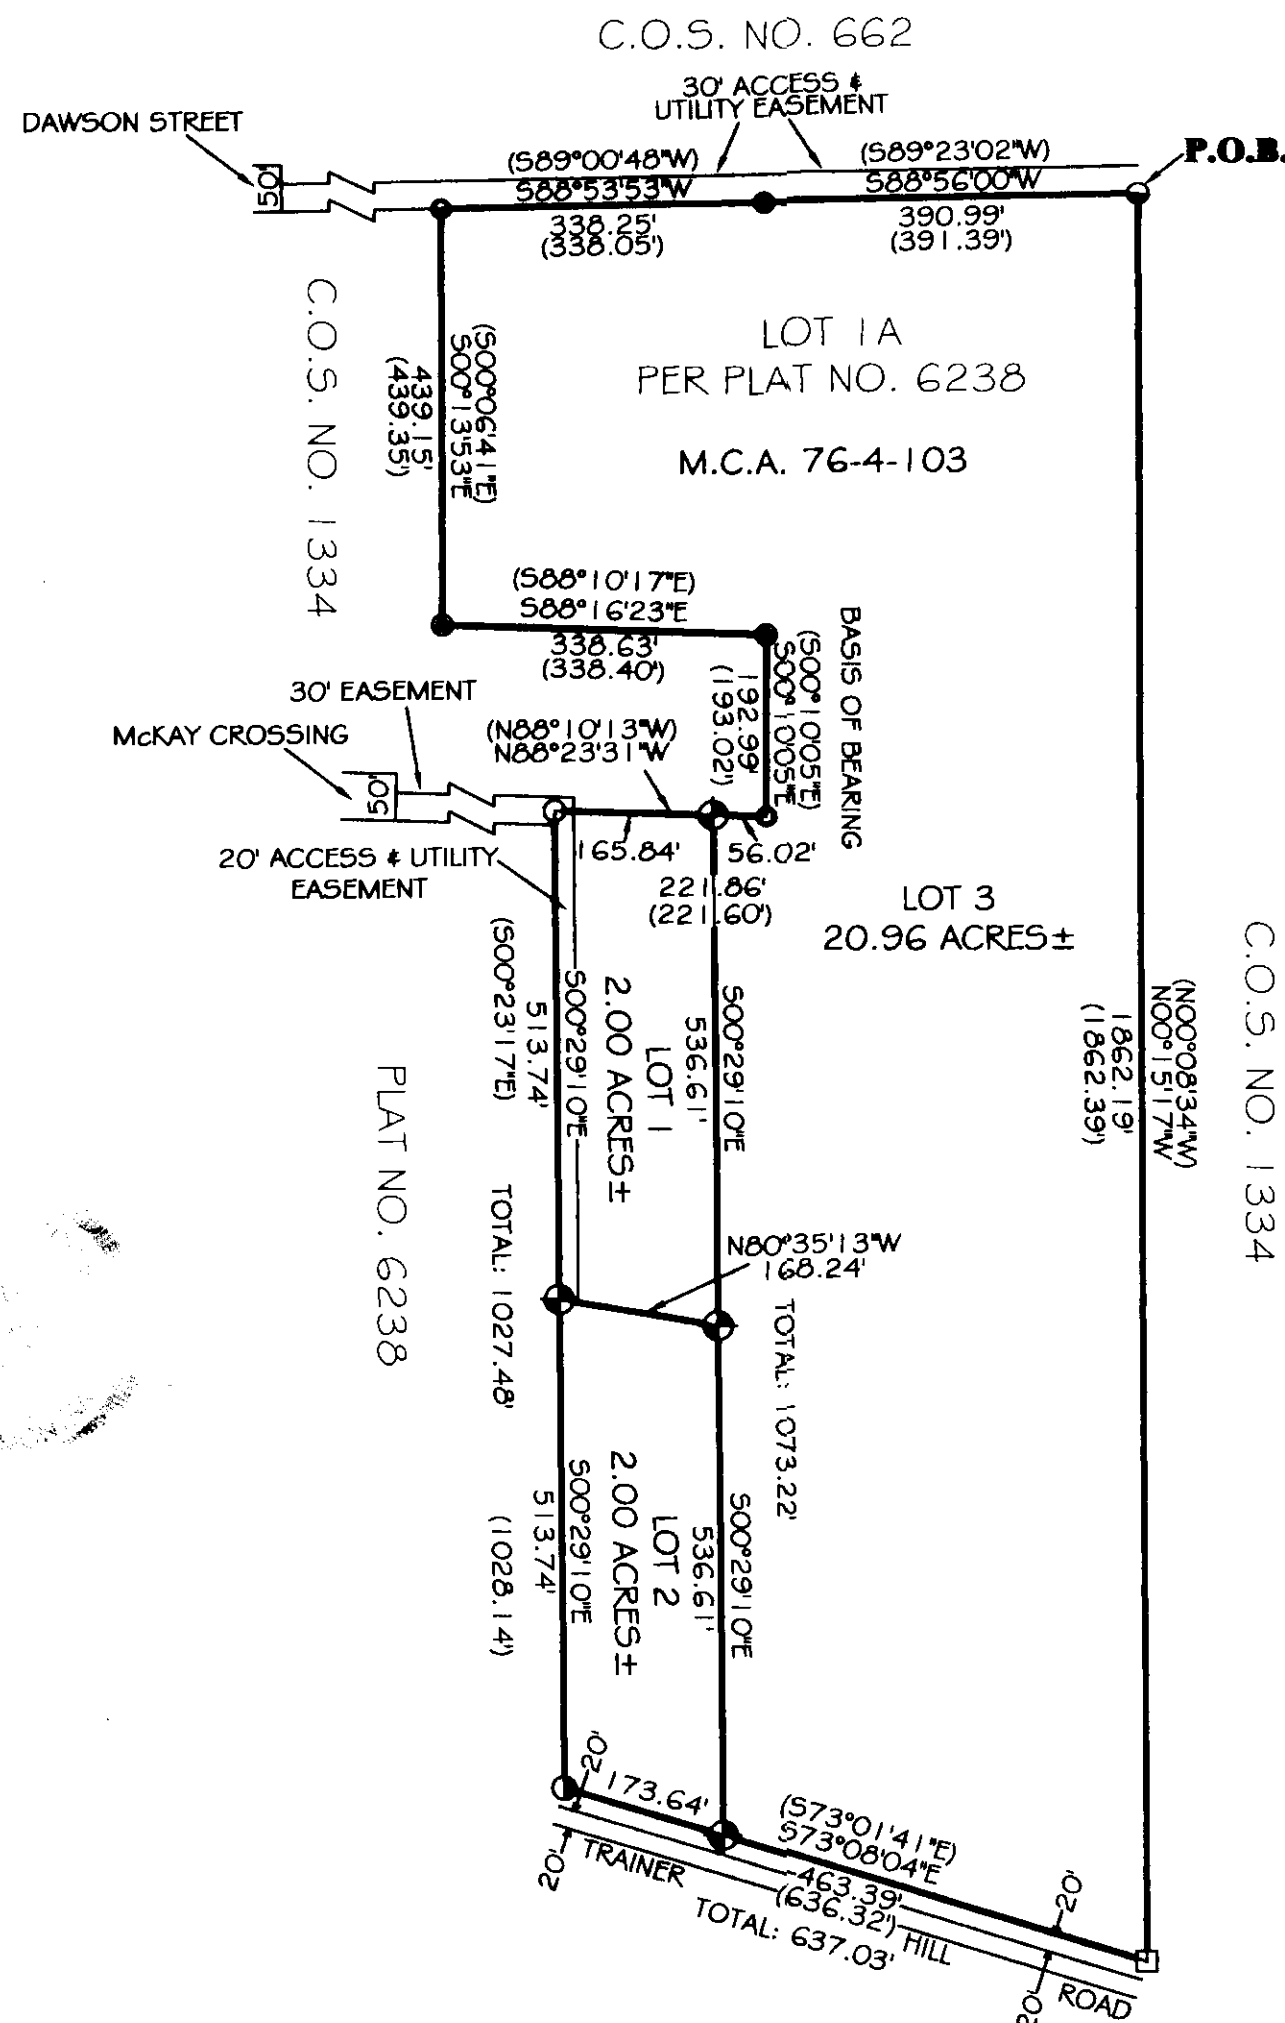 C.O.S. NO. 662
30' ACCESS &
UTILITY EASEMENT
DAWSON STREET
50'
(S89°00'48"W)
S88°53'53"W
338.25'
(338.05')
(S89°23'02"W)
S88°56'00"W
390.99'
(391.39')
P.O.B.
LOT 1A
PER PLAT NO. 6238
M.C.A. 76-4-103
C.O.S. NO. 1334
(S00°06'41"E)
S00°13'53"E
439.15'
(439.35')
(S88°10'17"E)
S88°16'23"E
338.63'
(338.40')
BASIS OF BEARING
(S00°10'05"E)
S00°10'05"E
192.99'
(193.02')
30' EASEMENT
McKAY CROSSING
50'
(N88°10'13"W)
N88°23'31"W
165.84'
56.02'
221.86'
(221.60')
20' ACCESS & UTILITY
EASEMENT
LOT 3
20.96 ACRES±
C.O.S. NO. 1334
(N00°08'34"W)
N00°15'17"W
1862.19'
(1862.39')
S00°29'10"E
513.74'
(S00°23'17"E)
2.00 ACRES±
LOT 1
S00°29'10"E
536.61'
PLAT NO. 6238
TOTAL: 1027.48'
N80°35'13"W
168.24'
TOTAL: 1073.22'
S00°29'10"E
513.74'
(1028.14')
2.00 ACRES±
LOT 2
S00°29'10"E
536.61'
20'
173.64'
(S73°01'41"E)
S73°08'04"E
463.39'
(636.32')
TOTAL: 637.03'
20'
TRAINER HILL ROAD
20'
20'